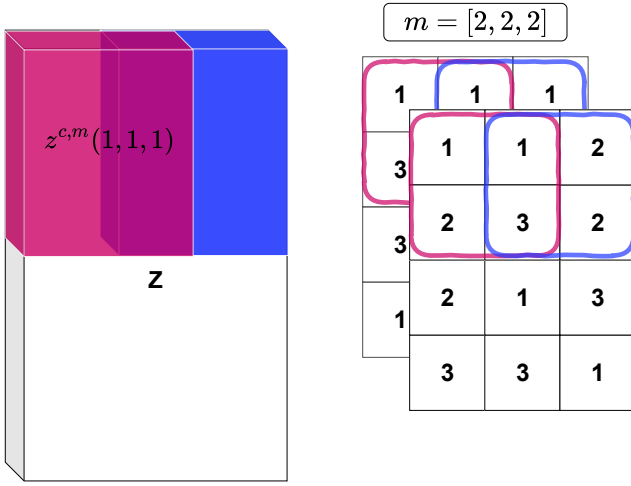 m = [2, 2, 2]
z^{c,m}(1, 1, 1)
z
1 1 1
3
3
1
1 1 2
2 3 2
2 1 3
3 3 1